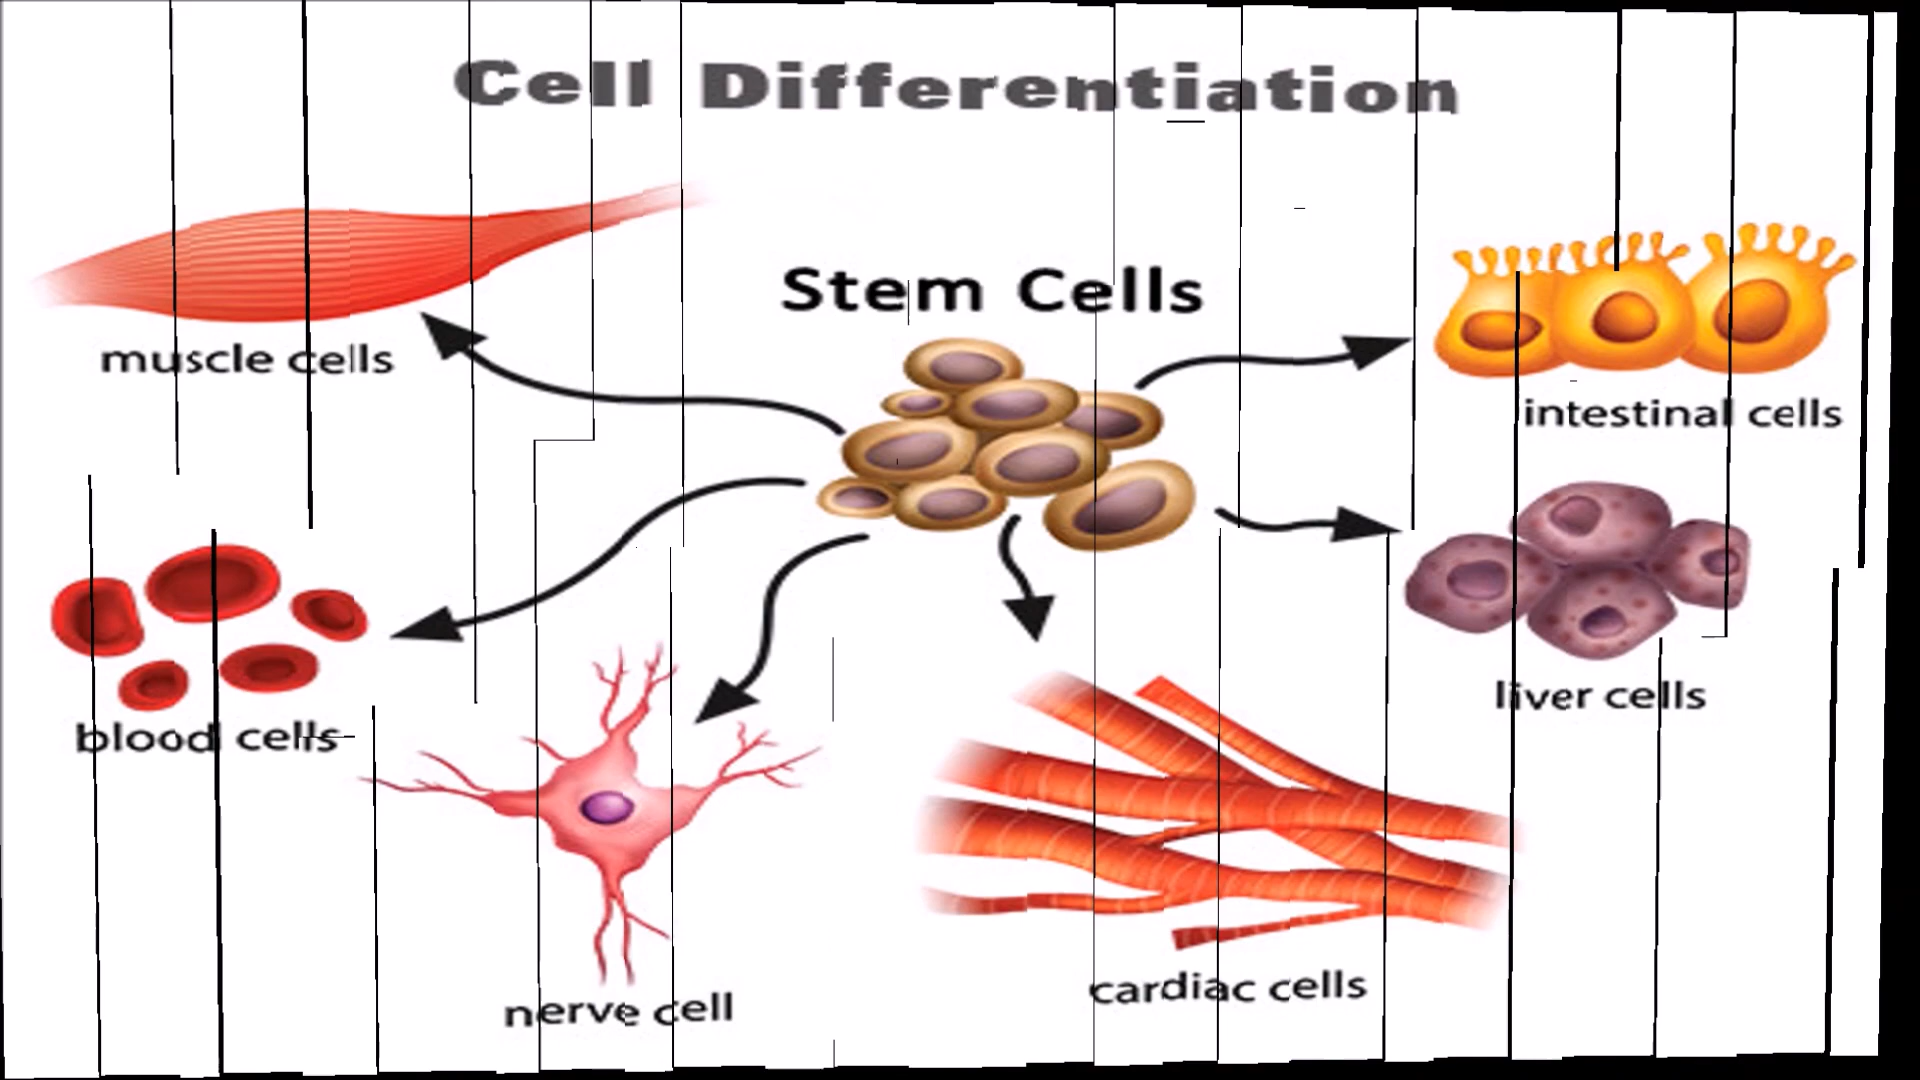 Cell Differentiation
Stem Cells
muscle cells
intestinal cells
blood cells
liver cells
nerve cell
cardiac cells